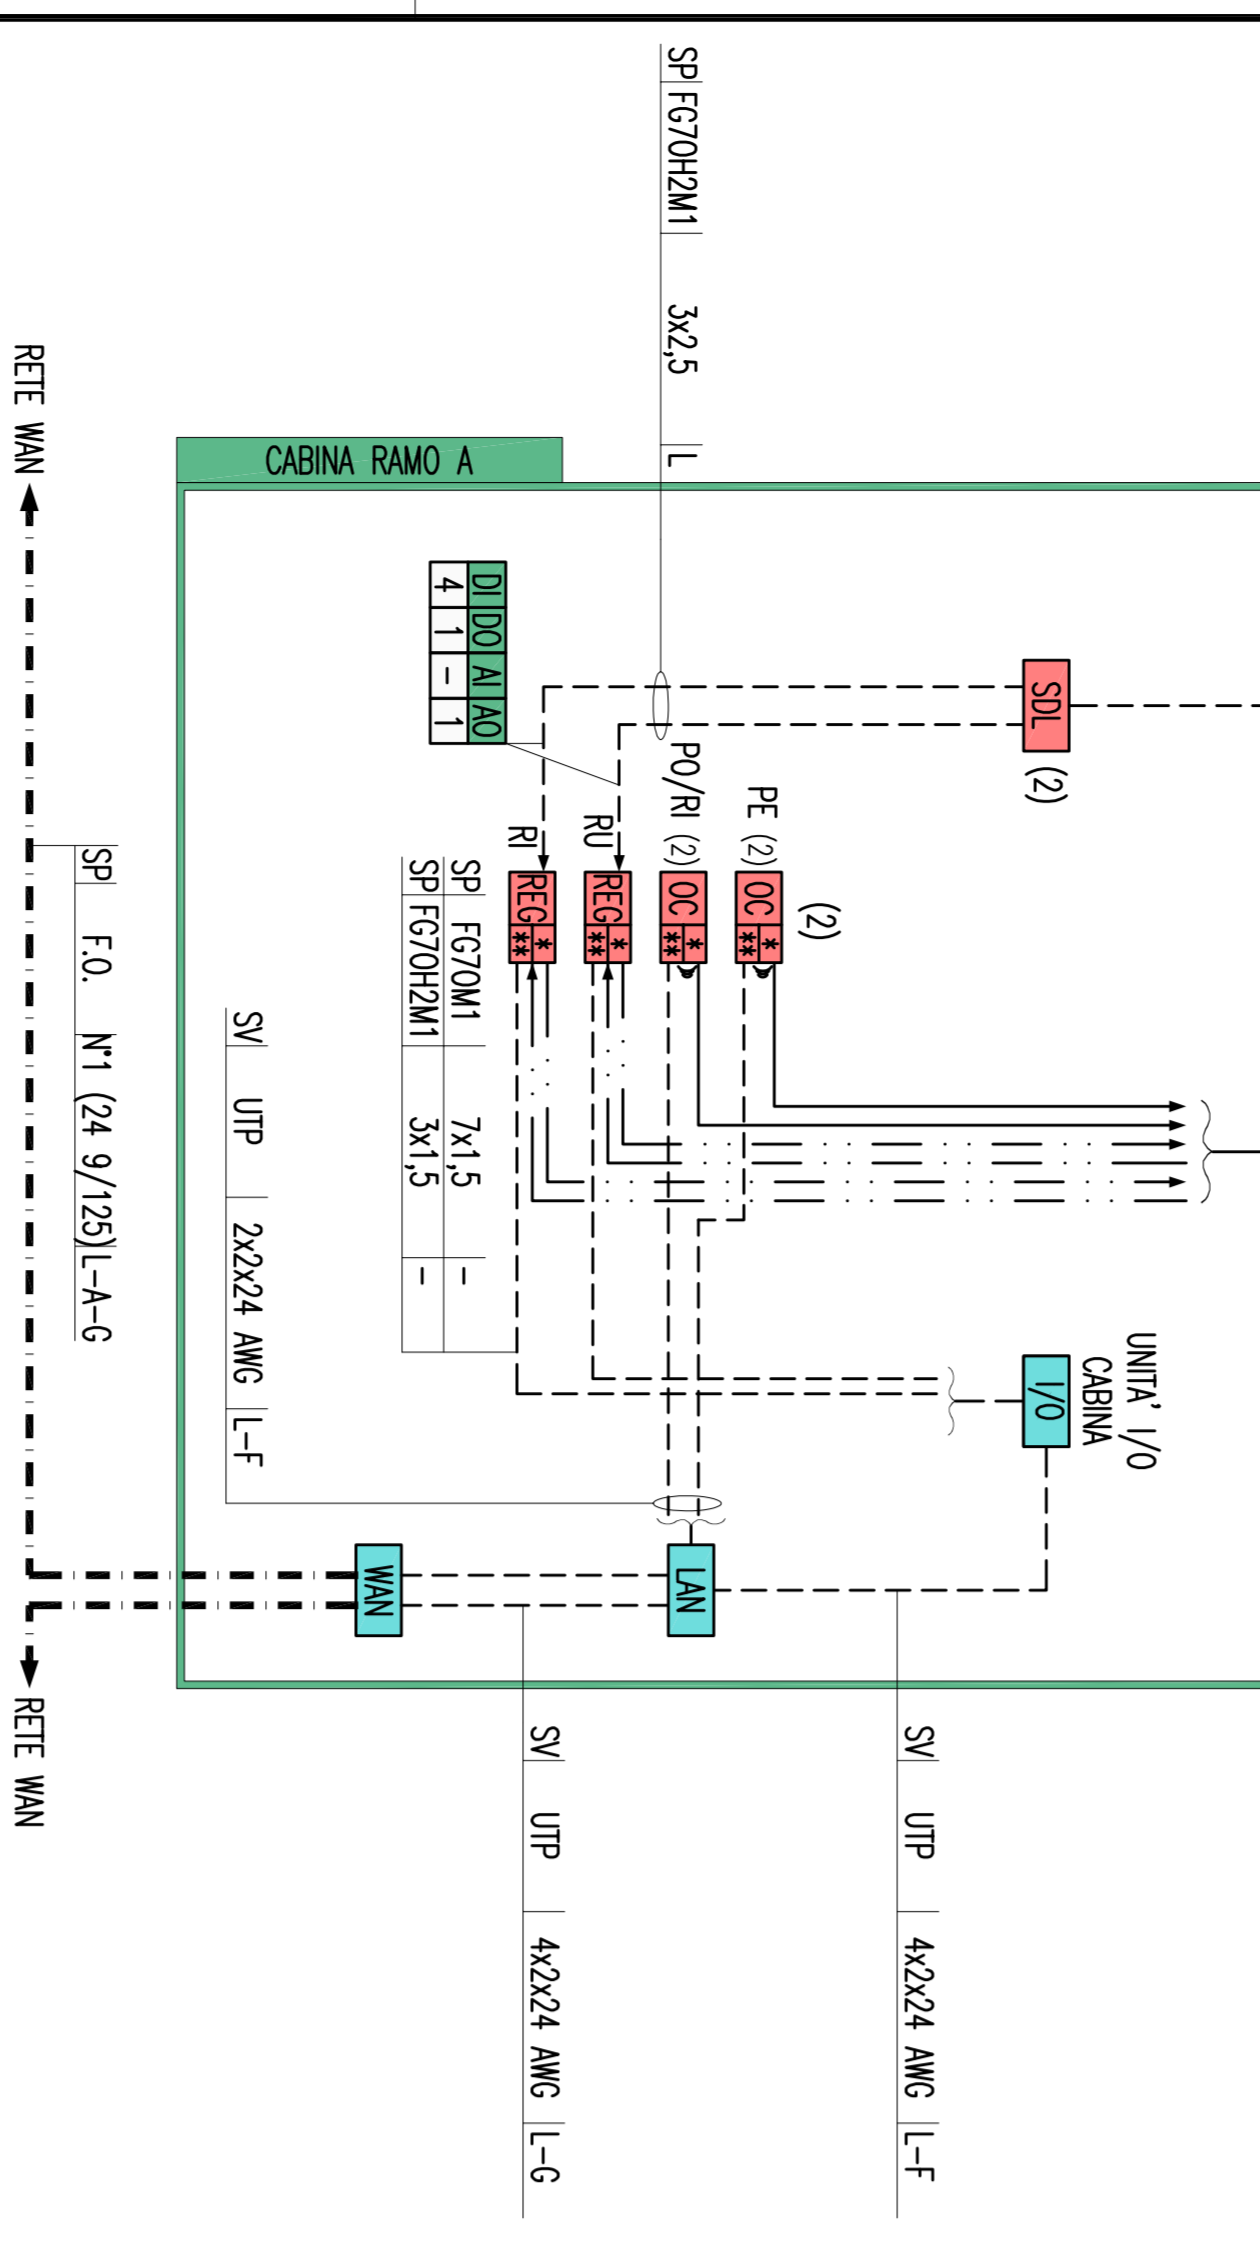 SP FG7OH2M1 3x2,5 L
CABINA RAMO A
RETE WAN
RETE WAN
SP F.O. N°1 (24 9/125) L-A-G
DI DO AI AO
4 1 - 1
SDL
(2)
PE (2)
OC * **
(2)
PO/RI (2)
OC * **
RU
REG * **
RI
REG * **
SP FG7OM1 7x1,5 -
SP FG7OH2M1 3x1,5 -
SV UTP 2x2x24 AWG L-F
UNITA' I/O
CABINA
I/O
LAN
WAN
SV UTP 4x2x24 AWG L-F
SV UTP 4x2x24 AWG L-G